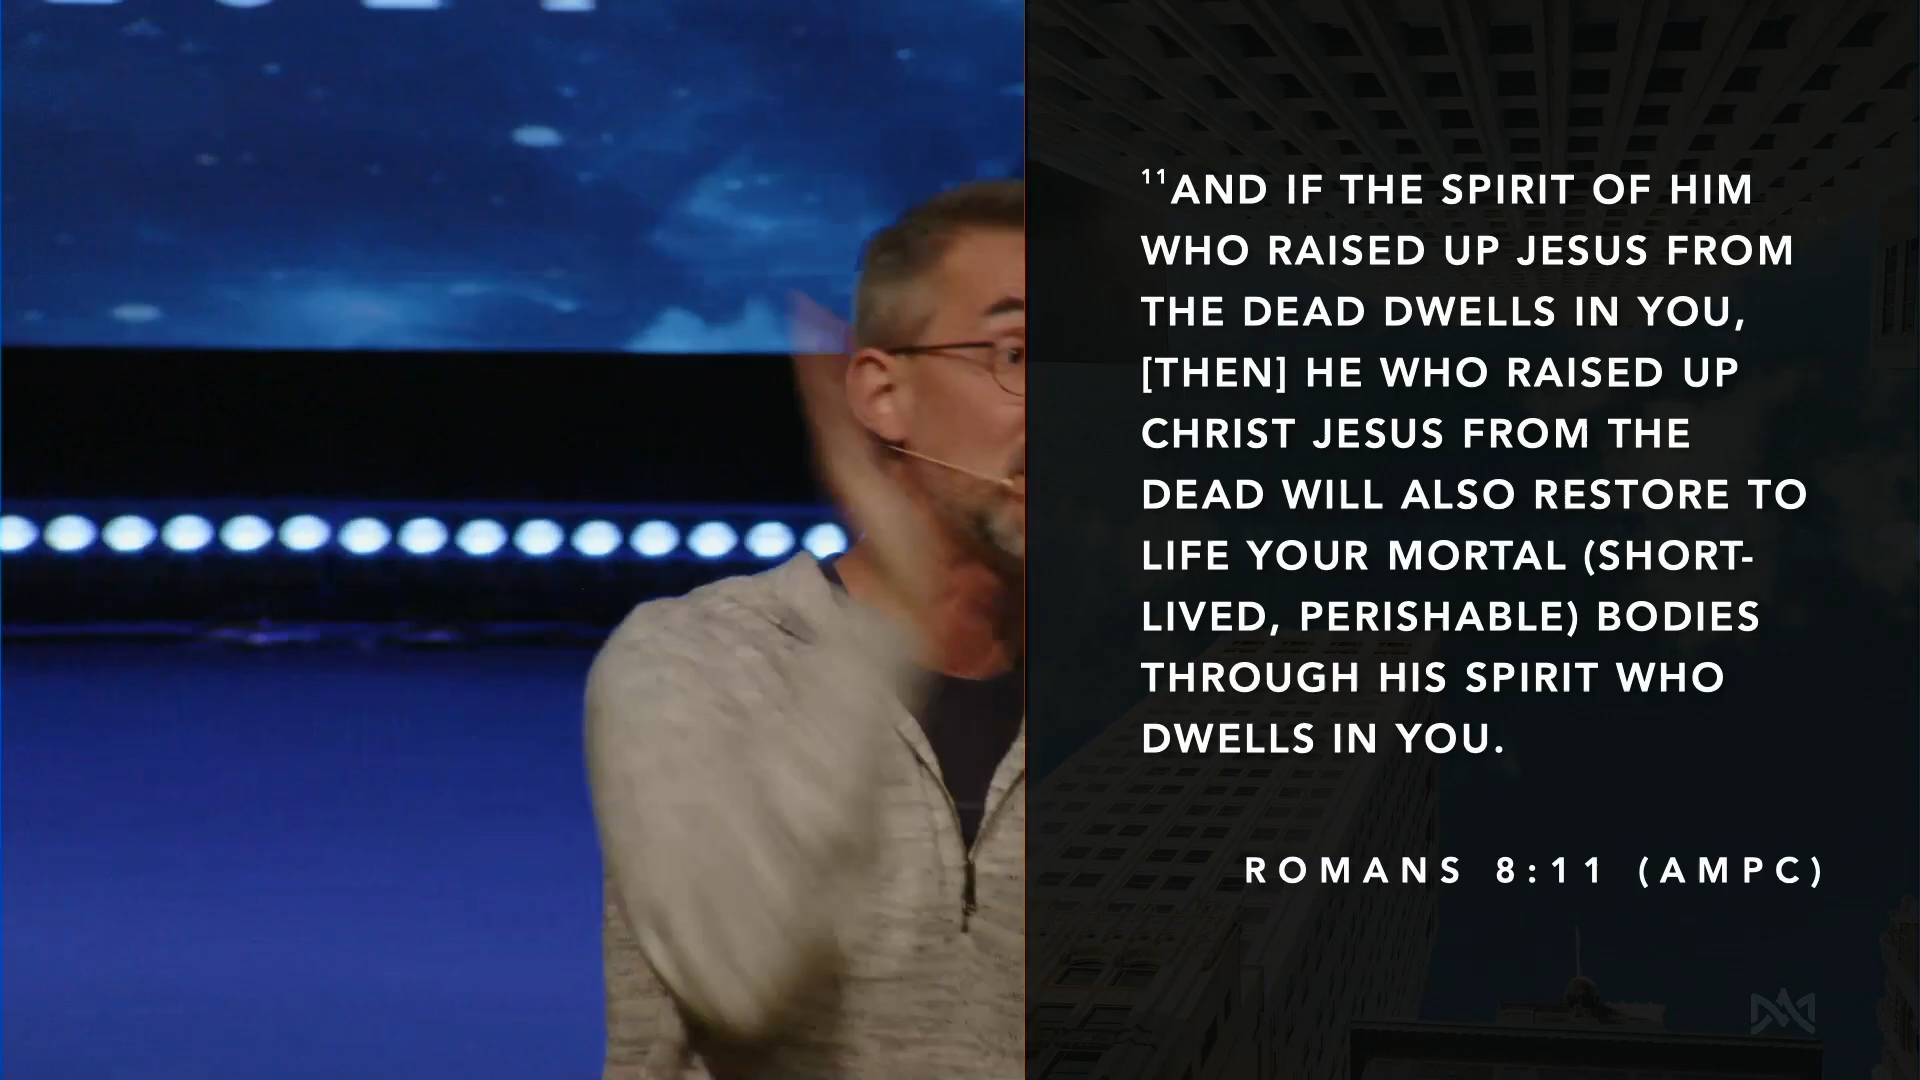 ¹¹AND IF THE SPIRIT OF HIM
WHO RAISED UP JESUS FROM
THE DEAD DWELLS IN YOU,
[THEN] HE WHO RAISED UP
CHRIST JESUS FROM THE
DEAD WILL ALSO RESTORE TO
LIFE YOUR MORTAL (SHORT-
LIVED, PERISHABLE) BODIES
THROUGH HIS SPIRIT WHO
DWELLS IN YOU.
ROMANS 8:11 (AMPC)